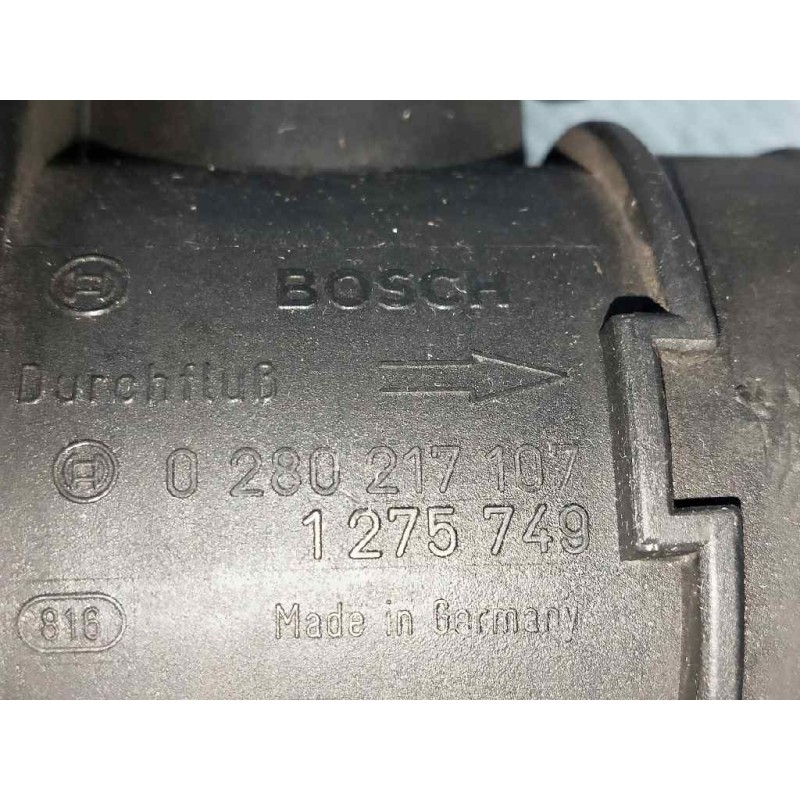 BOSCH
Durchfluß
0 280 217 107
1 275 749
816 Made in Germany